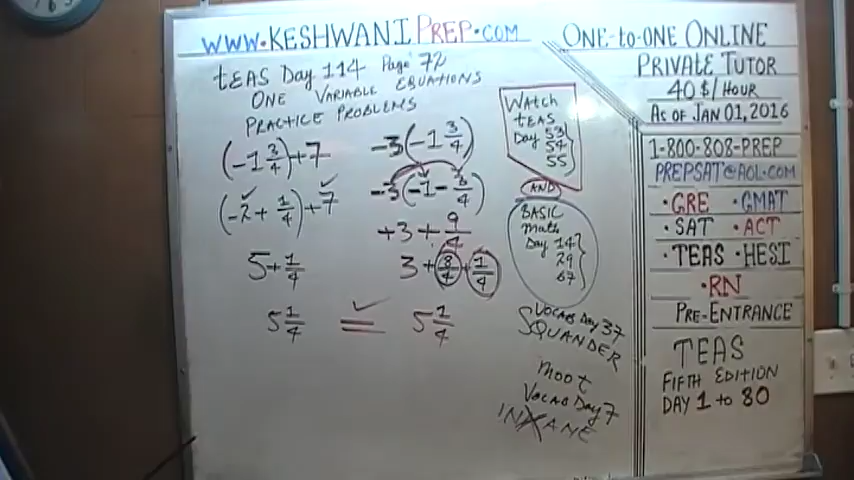 WWW.KESHWANIPREP.COM
TEAS Day 114 Page 72
ONE VARIABLE EQUATIONS
PRACTICE PROBLEMS
(-1 3/4)+7
(-2 + 1/4)+7
5+1/4
5 1/4
-3(-1 3/4)
-3(-1 - 3/4)
+3 + 9/4
3 + 8/4 + 1/4
= 5 1/4
Watch
TEAS
Day 53
54
55
AND
BASIC
Math
Day 14
29
67
VOCAB Day 37
SQUANDER
moot
Vocab Day 7
INANE
ONE-to-ONE ONLINE
PRIVATE TUTOR
40 $/HOUR
As of JAN 01, 2016
1-800-808-PREP
PREPSAT@AOL.COM
•GRE •GMAT
•SAT •ACT
•TEAS •HESI
•RN
PRE-ENTRANCE
TEAS
FIFTH EDITION
DAY 1 to 80